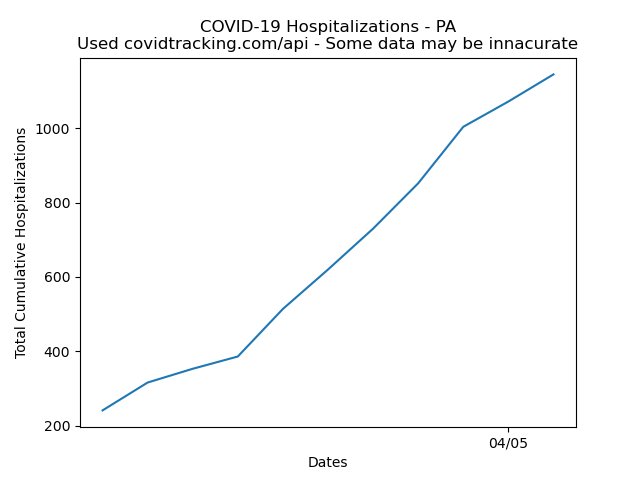 COVID-19 Hospitalizations - PA
Used covidtracking.com/api - Some data may be innacurate
Total Cumulative Hospitalizations
1000
800
600
400
200
04/05
Dates